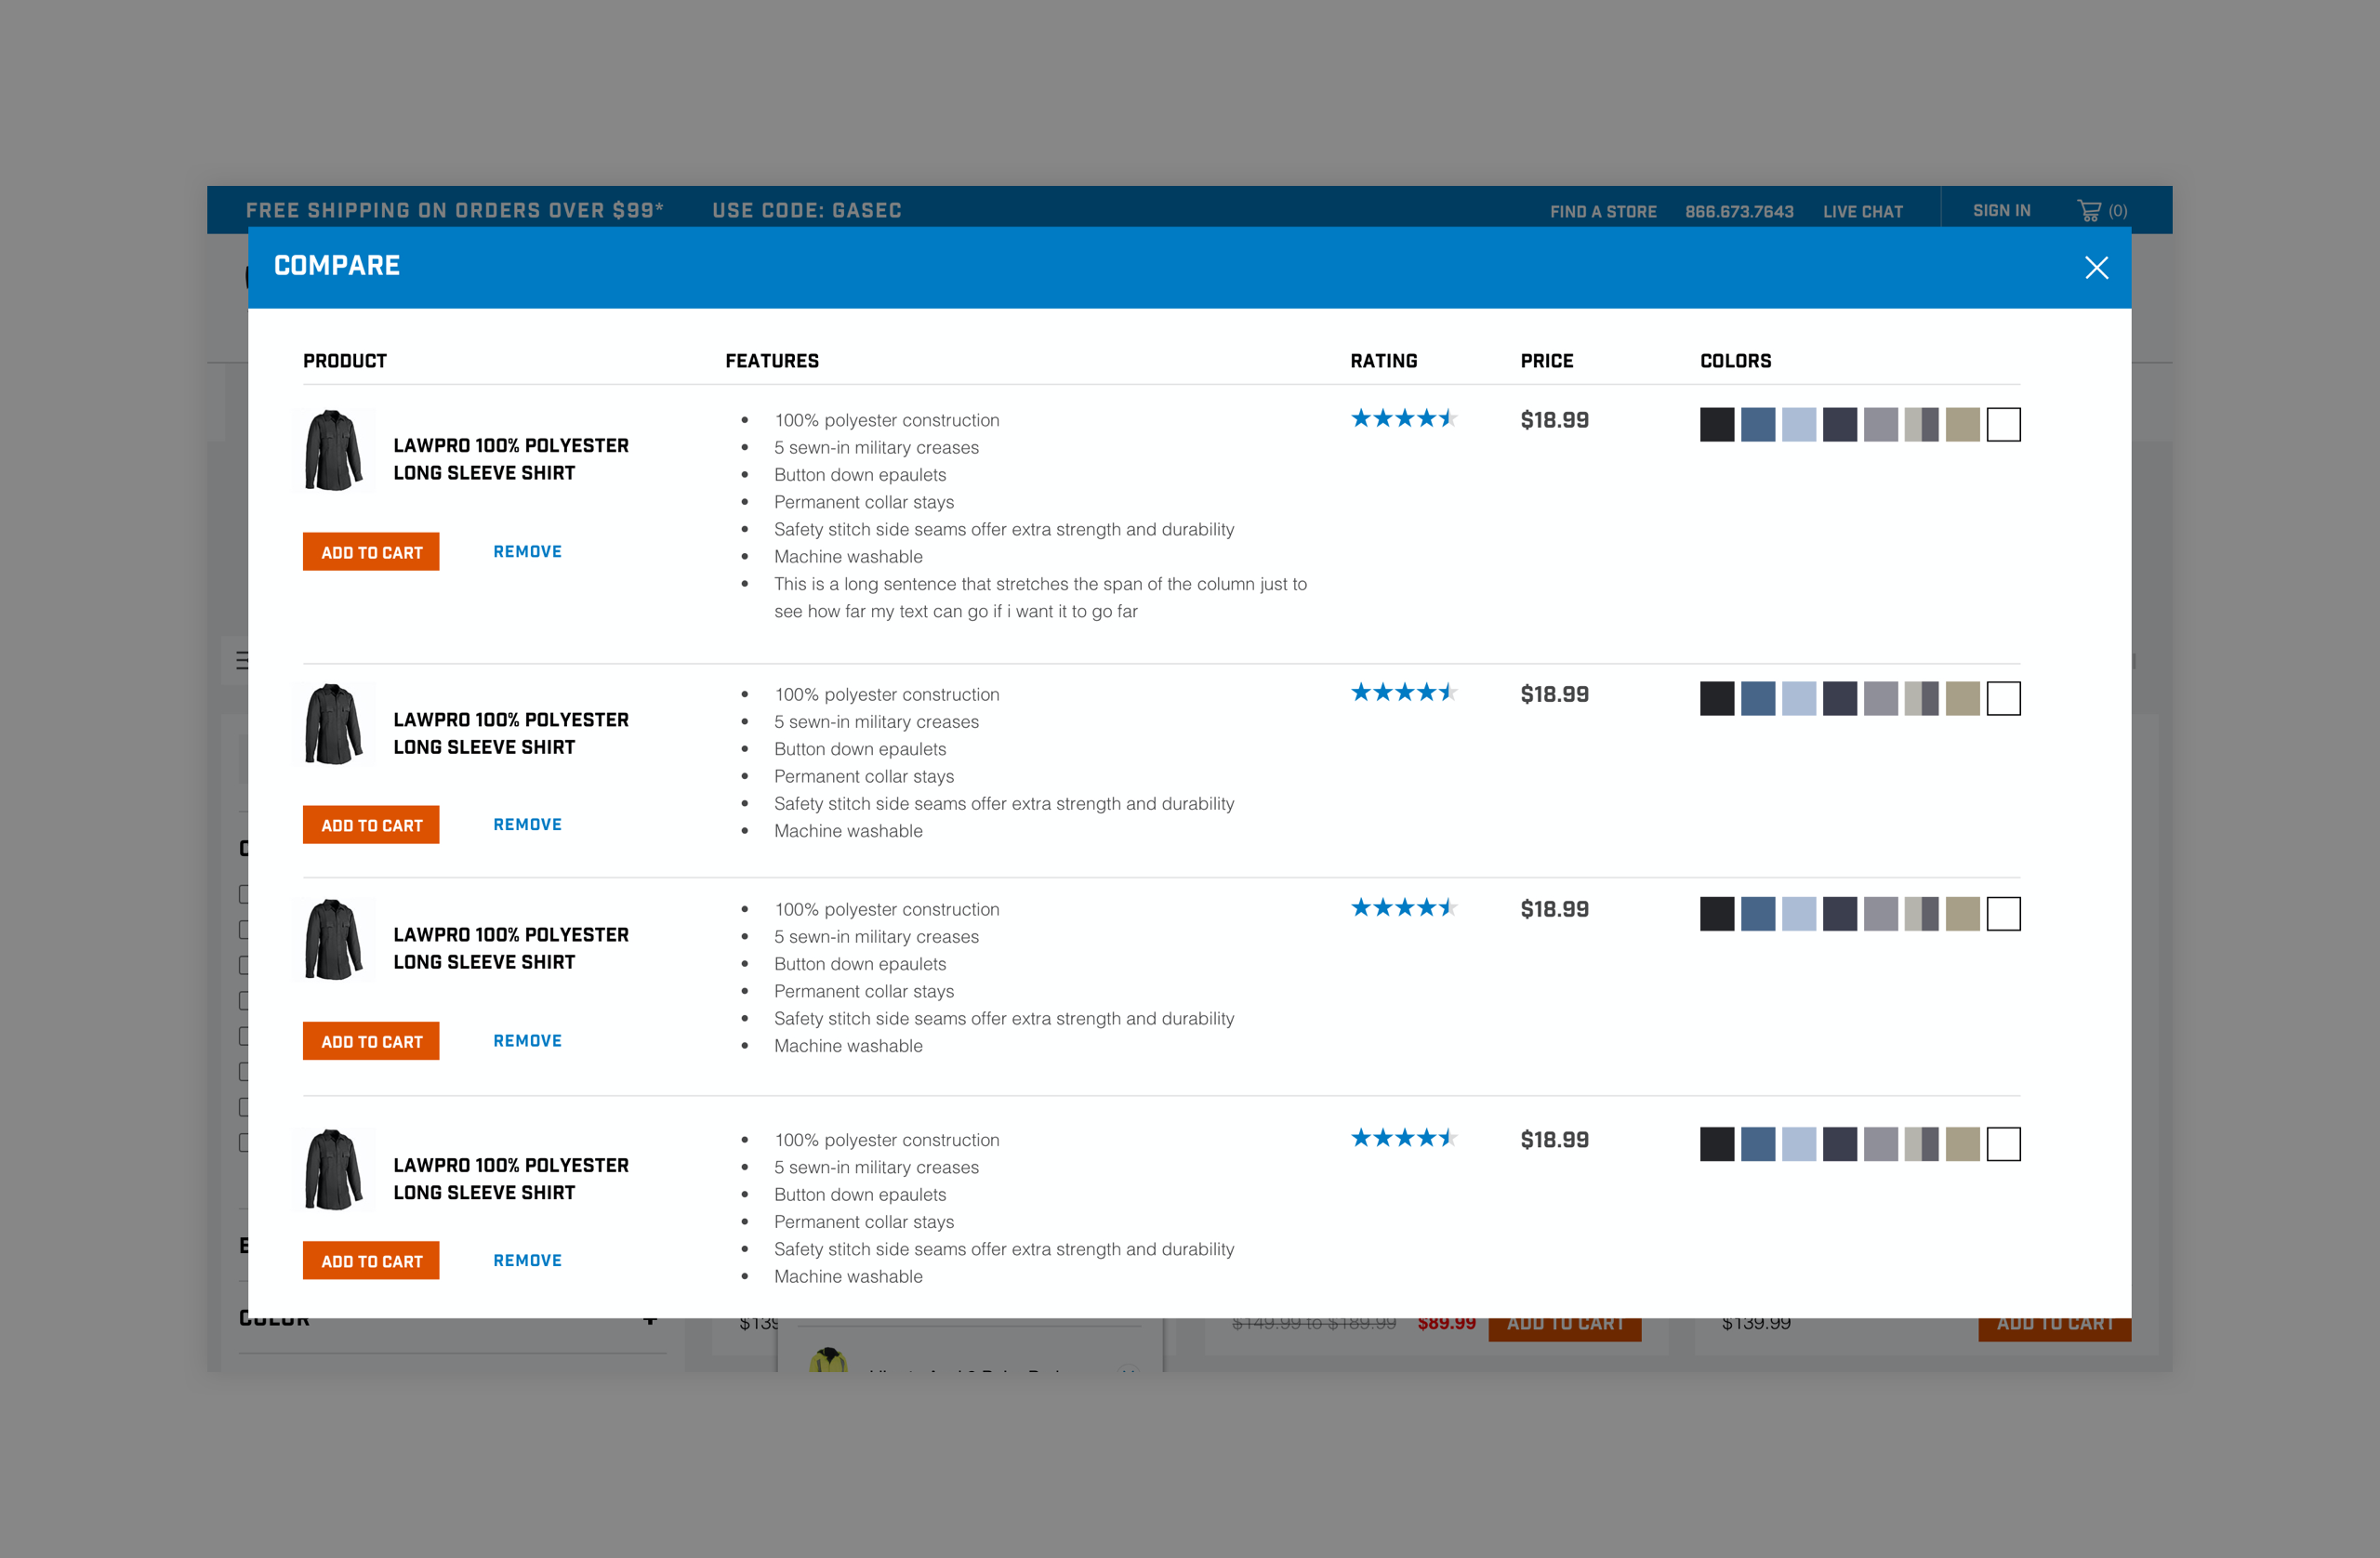 FREE SHIPPING ON ORDERS OVER $99* USE CODE: GASEC FIND A STORE 866.673.7643 LIVE CHAT SIGN IN (0)
COMPARE
PRODUCT FEATURES RATING PRICE COLORS
LAWPRO 100% POLYESTER
LONG SLEEVE SHIRT
ADD TO CART REMOVE
• 100% polyester construction
• 5 sewn-in military creases
• Button down epaulets
• Permanent collar stays
• Safety stitch side seams offer extra strength and durability
• Machine washable
• This is a long sentence that stretches the span of the column just to
see how far my text can go if i want it to go far
$18.99
LAWPRO 100% POLYESTER
LONG SLEEVE SHIRT
ADD TO CART REMOVE
• 100% polyester construction
• 5 sewn-in military creases
• Button down epaulets
• Permanent collar stays
• Safety stitch side seams offer extra strength and durability
• Machine washable
$18.99
LAWPRO 100% POLYESTER
LONG SLEEVE SHIRT
ADD TO CART REMOVE
• 100% polyester construction
• 5 sewn-in military creases
• Button down epaulets
• Permanent collar stays
• Safety stitch side seams offer extra strength and durability
• Machine washable
$18.99
LAWPRO 100% POLYESTER
LONG SLEEVE SHIRT
ADD TO CART REMOVE
• 100% polyester construction
• 5 sewn-in military creases
• Button down epaulets
• Permanent collar stays
• Safety stitch side seams offer extra strength and durability
• Machine washable
$18.99
COLOR + $149.99 to $189.99 $89.99 ADD TO CART $139.99 ADD TO CART